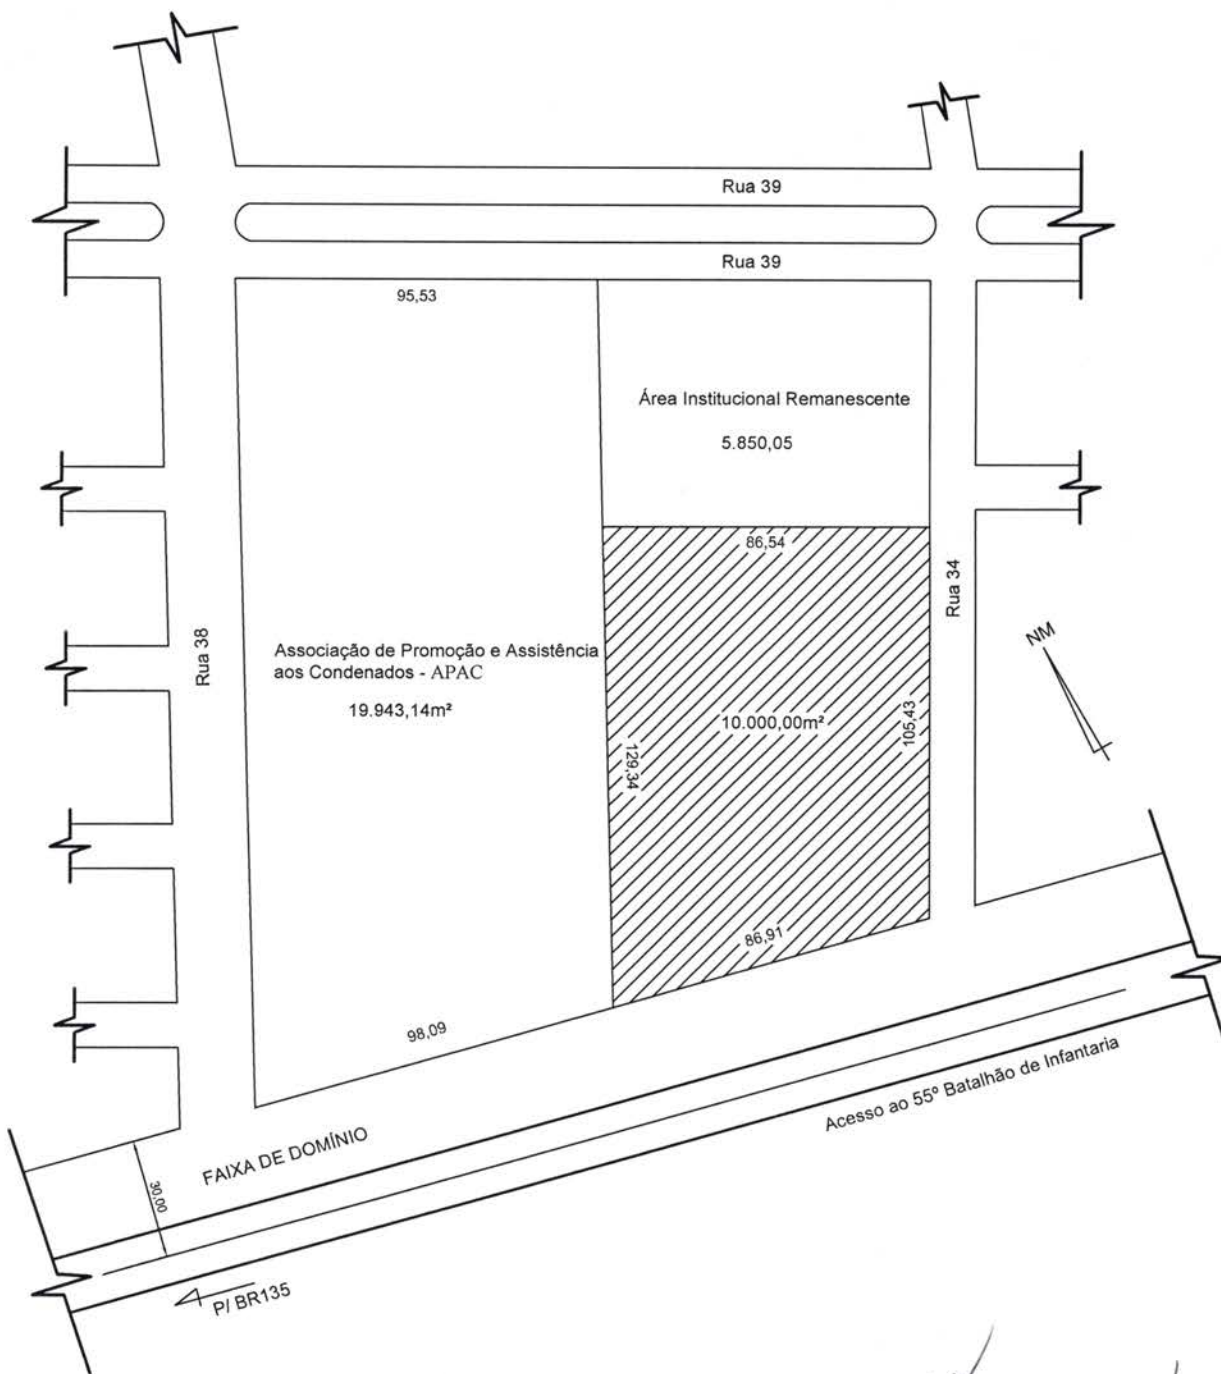 Rua 39
Rua 39
95,53
Área Institucional Remanescente
5.850,05
86,54
Rua 34
NM
Rua 38
Associação de Promoção e Assistência
aos Condenados - APAC
19.943,14m²
10.000,00m²
105,43
129,34
86,91
98,09
Acesso ao 55º Batalhão de Infantaria
FAIXA DE DOMÍNIO
30,00
P/ BR135